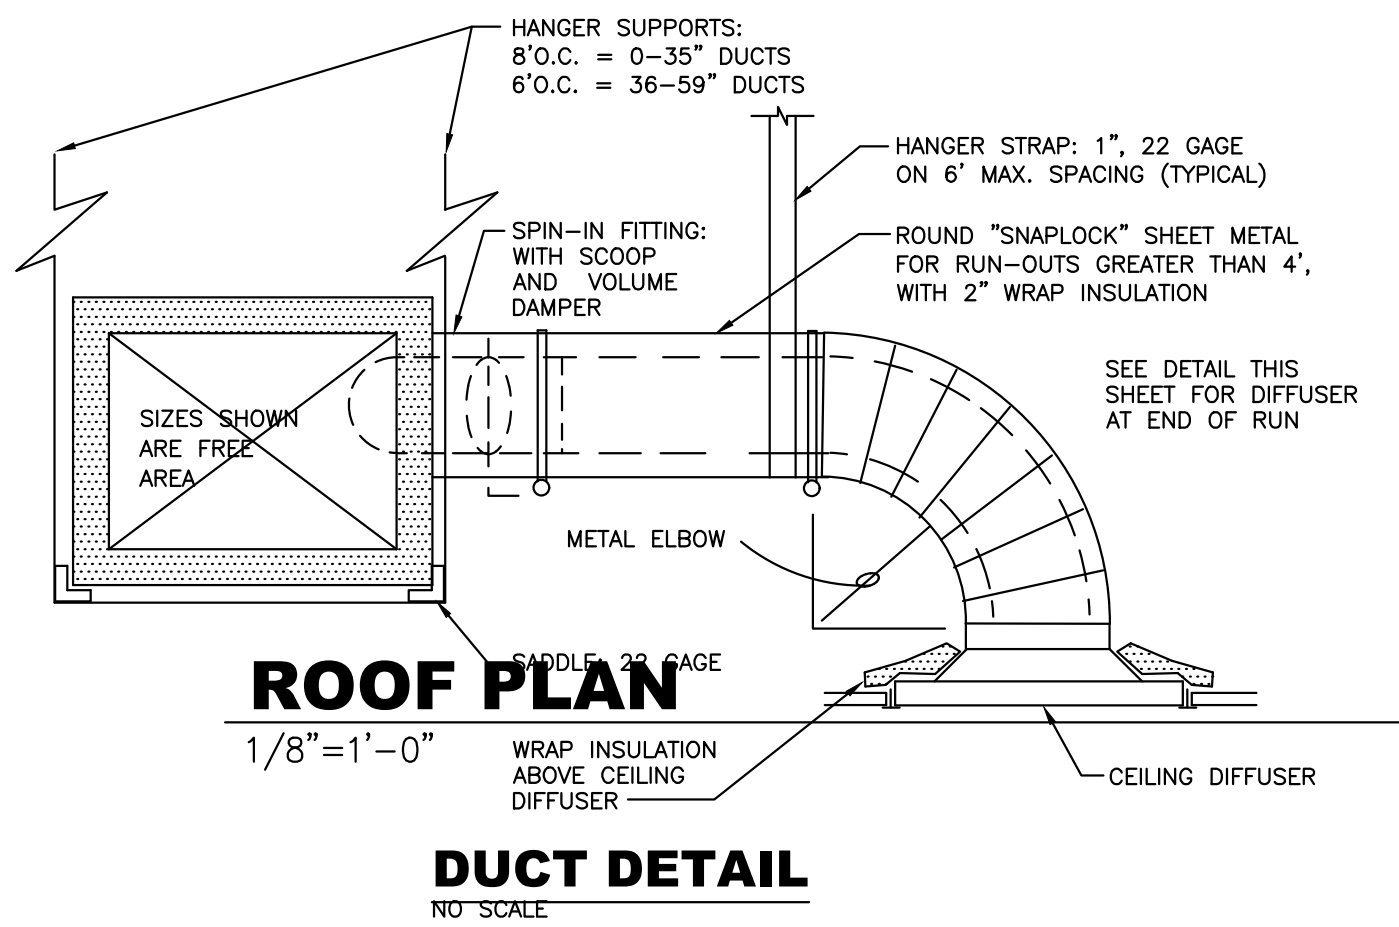 HANGER SUPPORTS:
8'O.C. = 0-35" DUCTS
6'O.C. = 36-59" DUCTS
HANGER STRAP: 1", 22 GAGE
ON 6' MAX. SPACING (TYPICAL)
SPIN-IN FITTING:
WITH SCOOP
AND VOLUME
DAMPER
ROUND "SNAPLOCK" SHEET METAL
FOR RUN-OUTS GREATER THAN 4',
WITH 2" WRAP INSULATION
SEE DETAIL THIS
SHEET FOR DIFFUSER
AT END OF RUN
SIZES SHOWN
ARE FREE
AREA
METAL ELBOW
SADDLE: 22 GAGE
ROOF PLAN
1/8"=1'-0"
WRAP INSULATION
ABOVE CEILING
DIFFUSER
CEILING DIFFUSER
DUCT DETAIL
NO SCALE